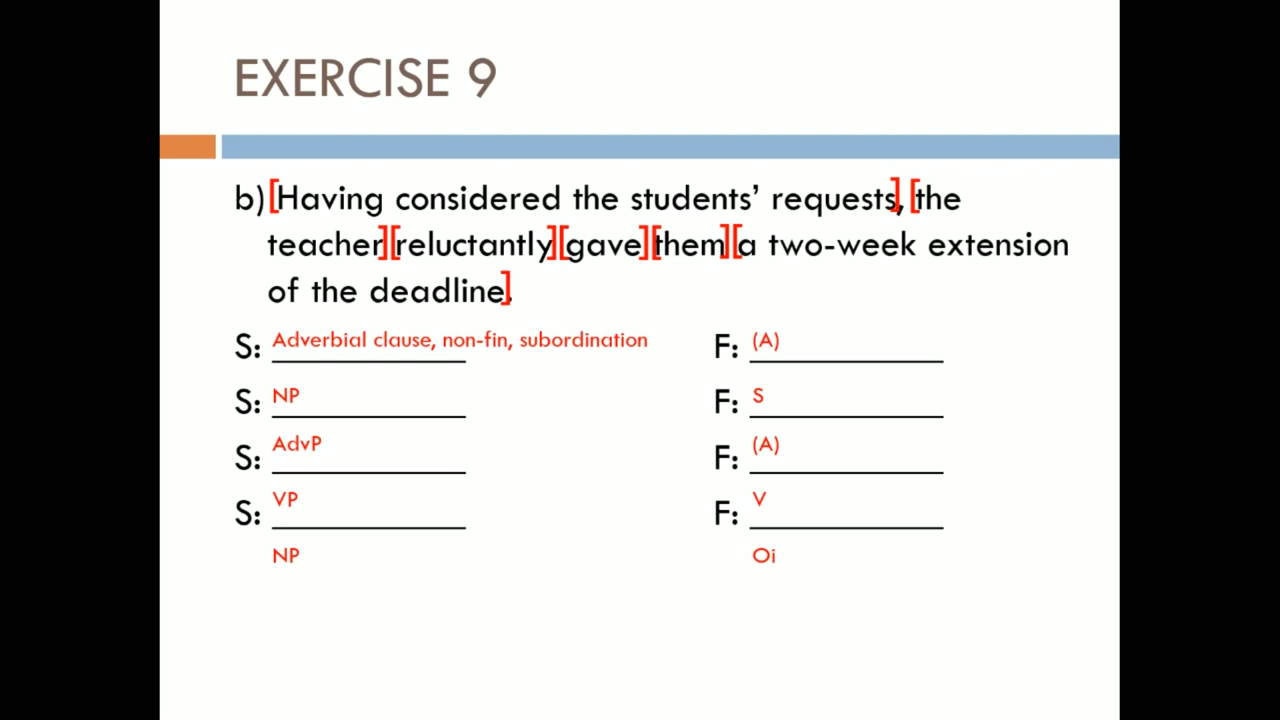 EXERCISE 9
b) [Having considered the students’ requests], [the
teacher][reluctantly][gave][them][a two-week extension
of the deadline].
S: Adverbial clause, non-fin, subordination F: (A)
S: NP F: S
S: AdvP F: (A)
S: VP F: V
NP Oi